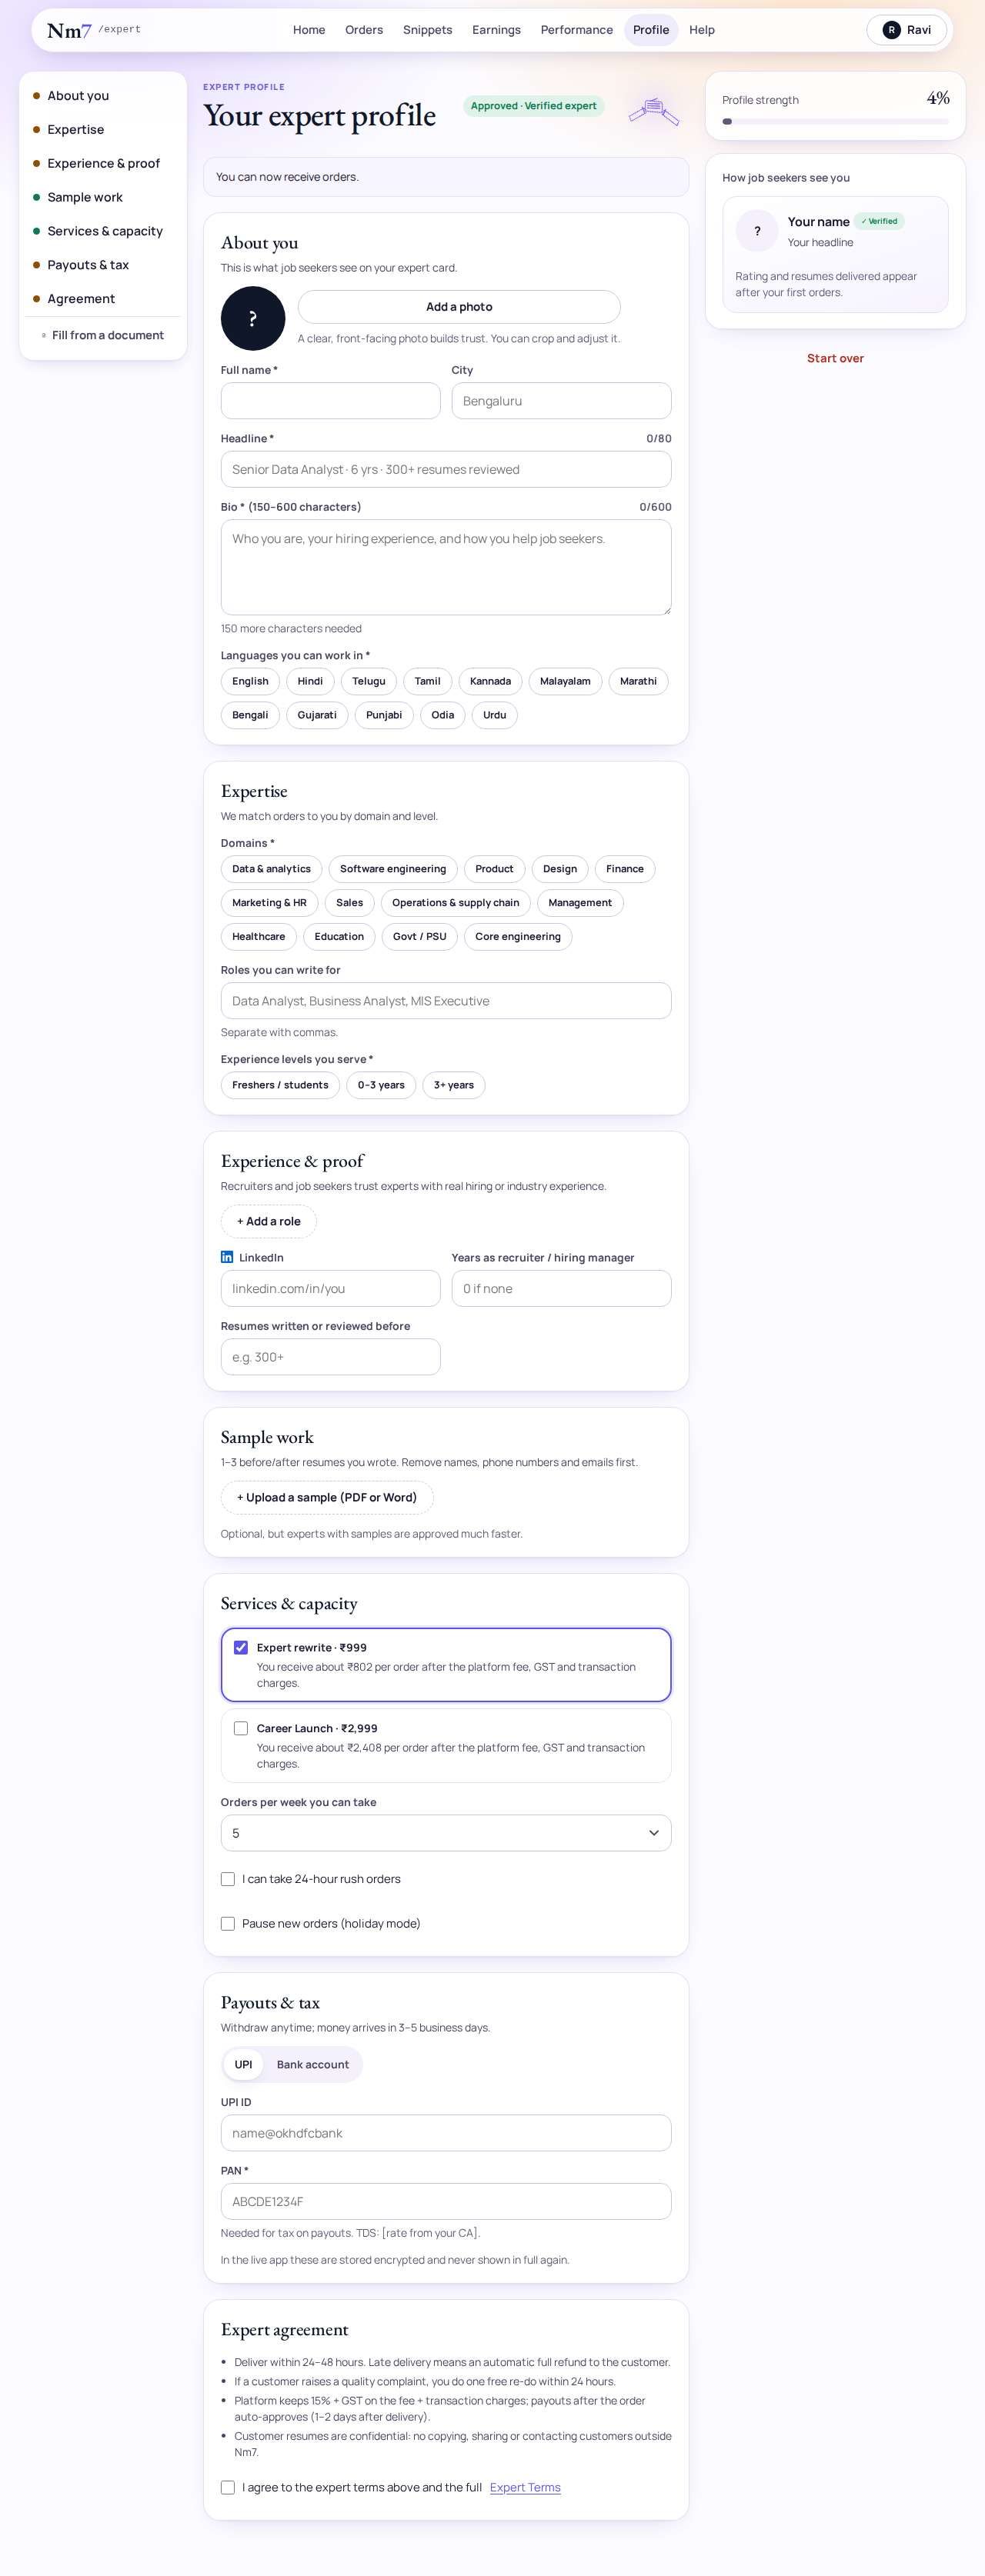 Nm7 /expert
Home Orders Snippets Earnings Performance Profile Help
R Ravi
About you
Expertise
Experience & proof
Sample work
Services & capacity
Payouts & tax
Agreement
Fill from a document
EXPERT PROFILE
Your expert profile
Approved · Verified expert
You can now receive orders.
About you
This is what job seekers see on your expert card.
?
Add a photo
A clear, front-facing photo builds trust. You can crop and adjust it.
Full name * City
Bengaluru
Headline * 0/80
Senior Data Analyst · 6 yrs · 300+ resumes reviewed
Bio * (150–600 characters) 0/600
Who you are, your hiring experience, and how you help job seekers.
150 more characters needed
Languages you can work in *
English Hindi Telugu Tamil Kannada Malayalam Marathi
Bengali Gujarati Punjabi Odia Urdu
Expertise
We match orders to you by domain and level.
Domains *
Data & analytics Software engineering Product Design Finance
Marketing & HR Sales Operations & supply chain Management
Healthcare Education Govt / PSU Core engineering
Roles you can write for
Data Analyst, Business Analyst, MIS Executive
Separate with commas.
Experience levels you serve *
Freshers / students 0–3 years 3+ years
Experience & proof
Recruiters and job seekers trust experts with real hiring or industry experience.
+ Add a role
in LinkedIn Years as recruiter / hiring manager
linkedin.com/in/you 0 if none
Resumes written or reviewed before
e.g. 300+
Sample work
1–3 before/after resumes you wrote. Remove names, phone numbers and emails first.
+ Upload a sample (PDF or Word)
Optional, but experts with samples are approved much faster.
Services & capacity
Expert rewrite · ₹999
You receive about ₹802 per order after the platform fee, GST and transaction
charges.
Career Launch · ₹2,999
You receive about ₹2,408 per order after the platform fee, GST and transaction
charges.
Orders per week you can take
5
I can take 24-hour rush orders
Pause new orders (holiday mode)
Payouts & tax
Withdraw anytime; money arrives in 3–5 business days.
UPI Bank account
UPI ID
name@okhdfcbank
PAN *
ABCDE1234F
Needed for tax on payouts. TDS: [rate from your CA].
In the live app these are stored encrypted and never shown in full again.
Expert agreement
• Deliver within 24–48 hours. Late delivery means an automatic full refund to the customer.
• If a customer raises a quality complaint, you do one free re-do within 24 hours.
• Platform keeps 15% + GST on the fee + transaction charges; payouts after the order
auto-approves (1–2 days after delivery).
• Customer resumes are confidential: no copying, sharing or contacting customers outside
Nm7.
I agree to the expert terms above and the full Expert Terms
Profile strength 4%
How job seekers see you
?
Your name ✓ Verified
Your headline
Rating and resumes delivered appear
after your first orders.
Start over